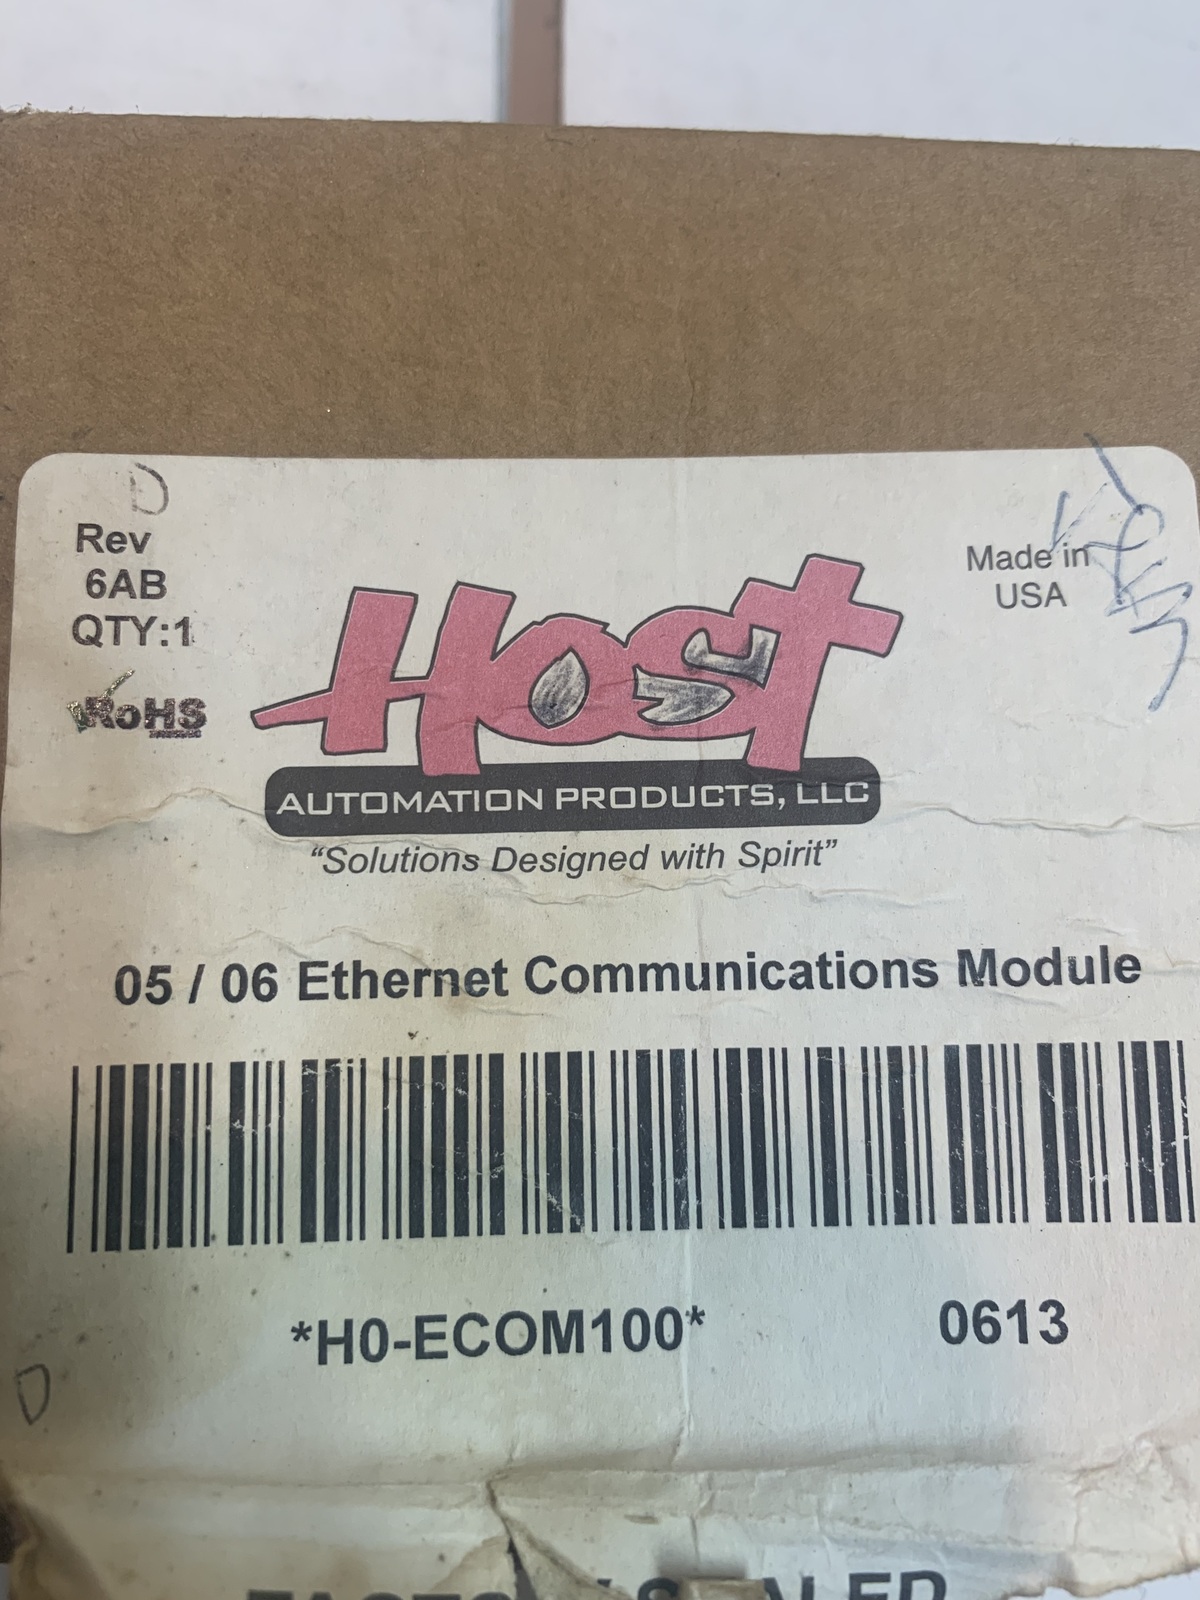 D
Rev
6AB
QTY:1
RoHS
Made in
USA
HOST
AUTOMATION PRODUCTS, LLC
“Solutions Designed with Spirit”
05 / 06 Ethernet Communications Module
*H0-ECOM100* 0613
D